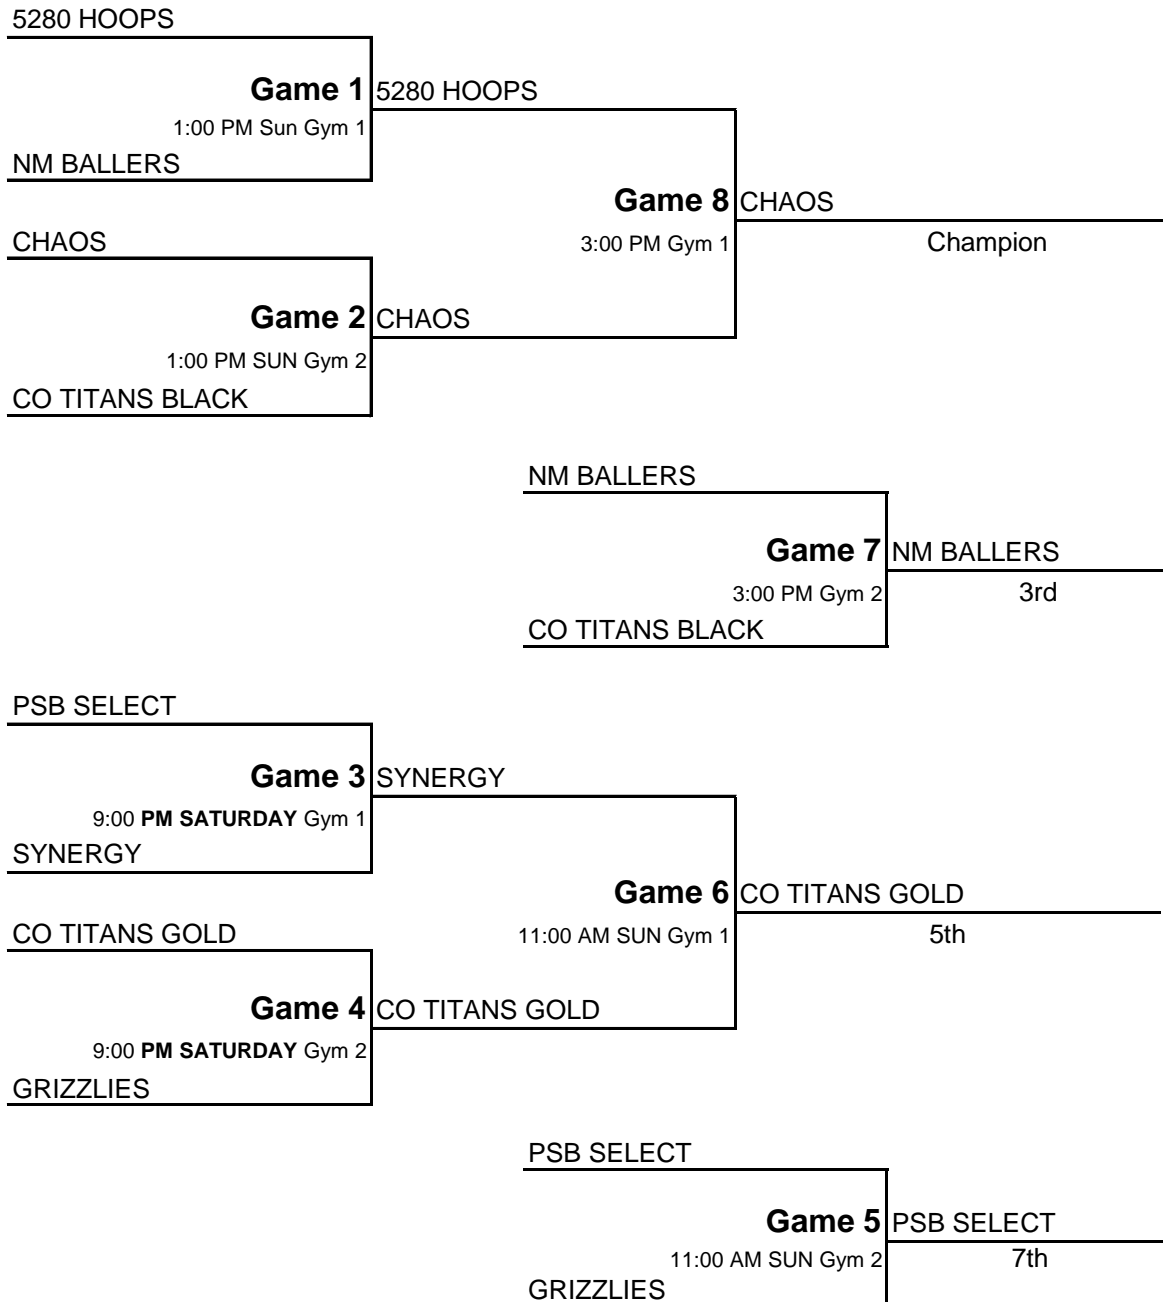 5280 HOOPS
Game 1 5280 HOOPS
1:00 PM Sun Gym 1
NM BALLERS
Game 8 CHAOS
CHAOS
3:00 PM Gym 1
Champion
Game 2 CHAOS
1:00 PM SUN Gym 2
CO TITANS BLACK
NM BALLERS
Game 7 NM BALLERS
3:00 PM Gym 2
3rd
CO TITANS BLACK
PSB SELECT
Game 3 SYNERGY
9:00 PM SATURDAY Gym 1
SYNERGY
Game 6 CO TITANS GOLD
CO TITANS GOLD
11:00 AM SUN Gym 1
5th
Game 4 CO TITANS GOLD
9:00 PM SATURDAY Gym 2
GRIZZLIES
PSB SELECT
Game 5 PSB SELECT
11:00 AM SUN Gym 2
7th
GRIZZLIES